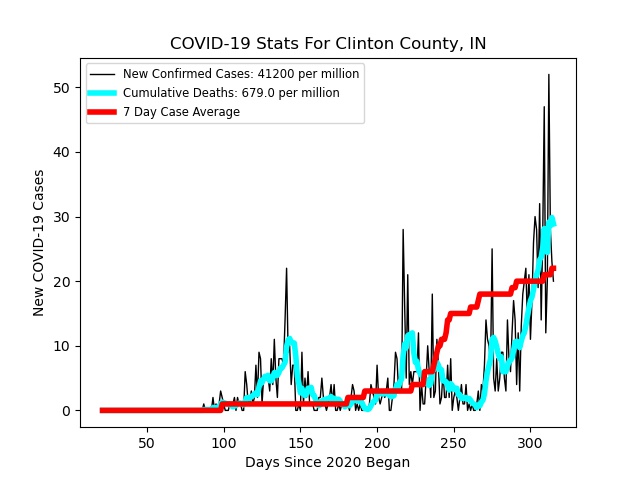 COVID-19 Stats For Clinton County, IN
New Confirmed Cases: 41200 per million
Cumulative Deaths: 679.0 per million
7 Day Case Average
New COVID-19 Cases
50
40
30
20
10
0
50 100 150 200 250 300
Days Since 2020 Began